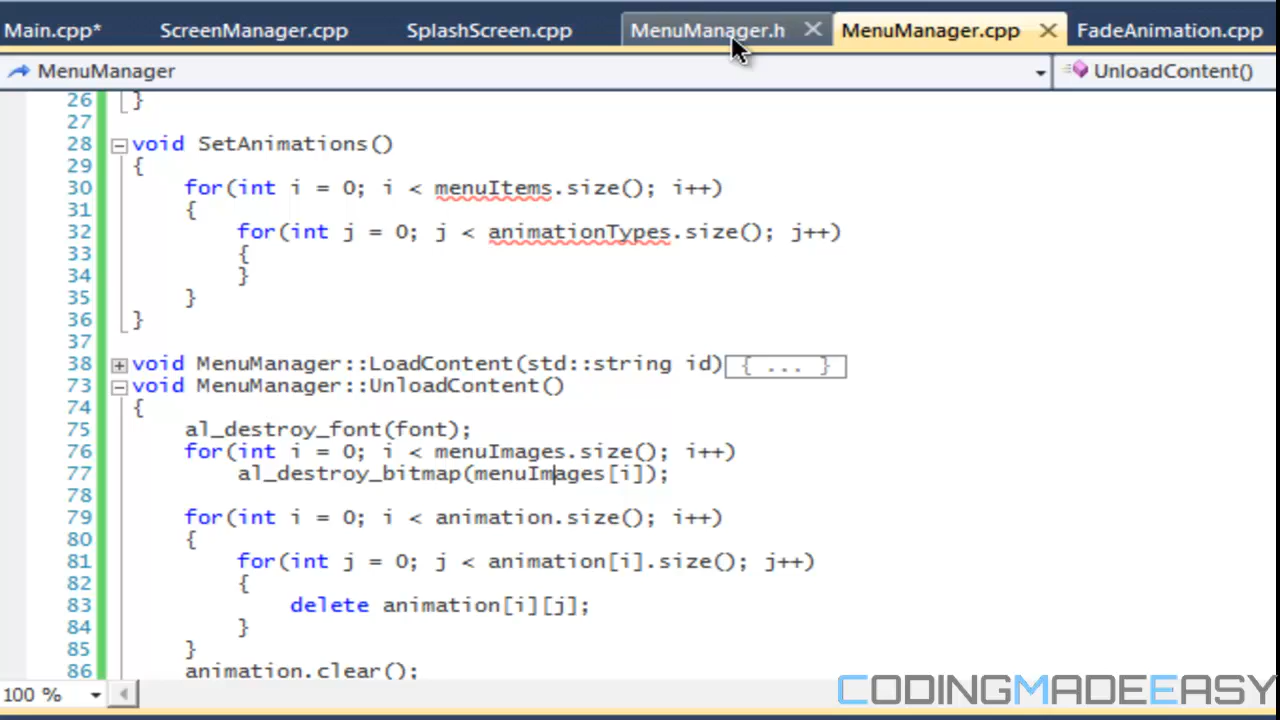 Main.cpp* ScreenManager.cpp SplashScreen.cpp MenuManager.h MenuManager.cpp FadeAnimation.cpp
MenuManager UnloadContent()
26 }
27
28 void SetAnimations()
29 {
30 for(int i = 0; i < menuItems.size(); i++)
31 {
32 for(int j = 0; j < animationTypes.size(); j++)
33 {
34 }
35 }
36 }
37
38 void MenuManager::LoadContent(std::string id) { ... }
73 void MenuManager::UnloadContent()
74 {
75 al_destroy_font(font);
76 for(int i = 0; i < menuImages.size(); i++)
77 al_destroy_bitmap(menuImages[i]);
78
79 for(int i = 0; i < animation.size(); i++)
80 {
81 for(int j = 0; j < animation[i].size(); j++)
82 {
83 delete animation[i][j];
84 }
85 }
86 animation.clear();
100 %
CODINGMADEEASY